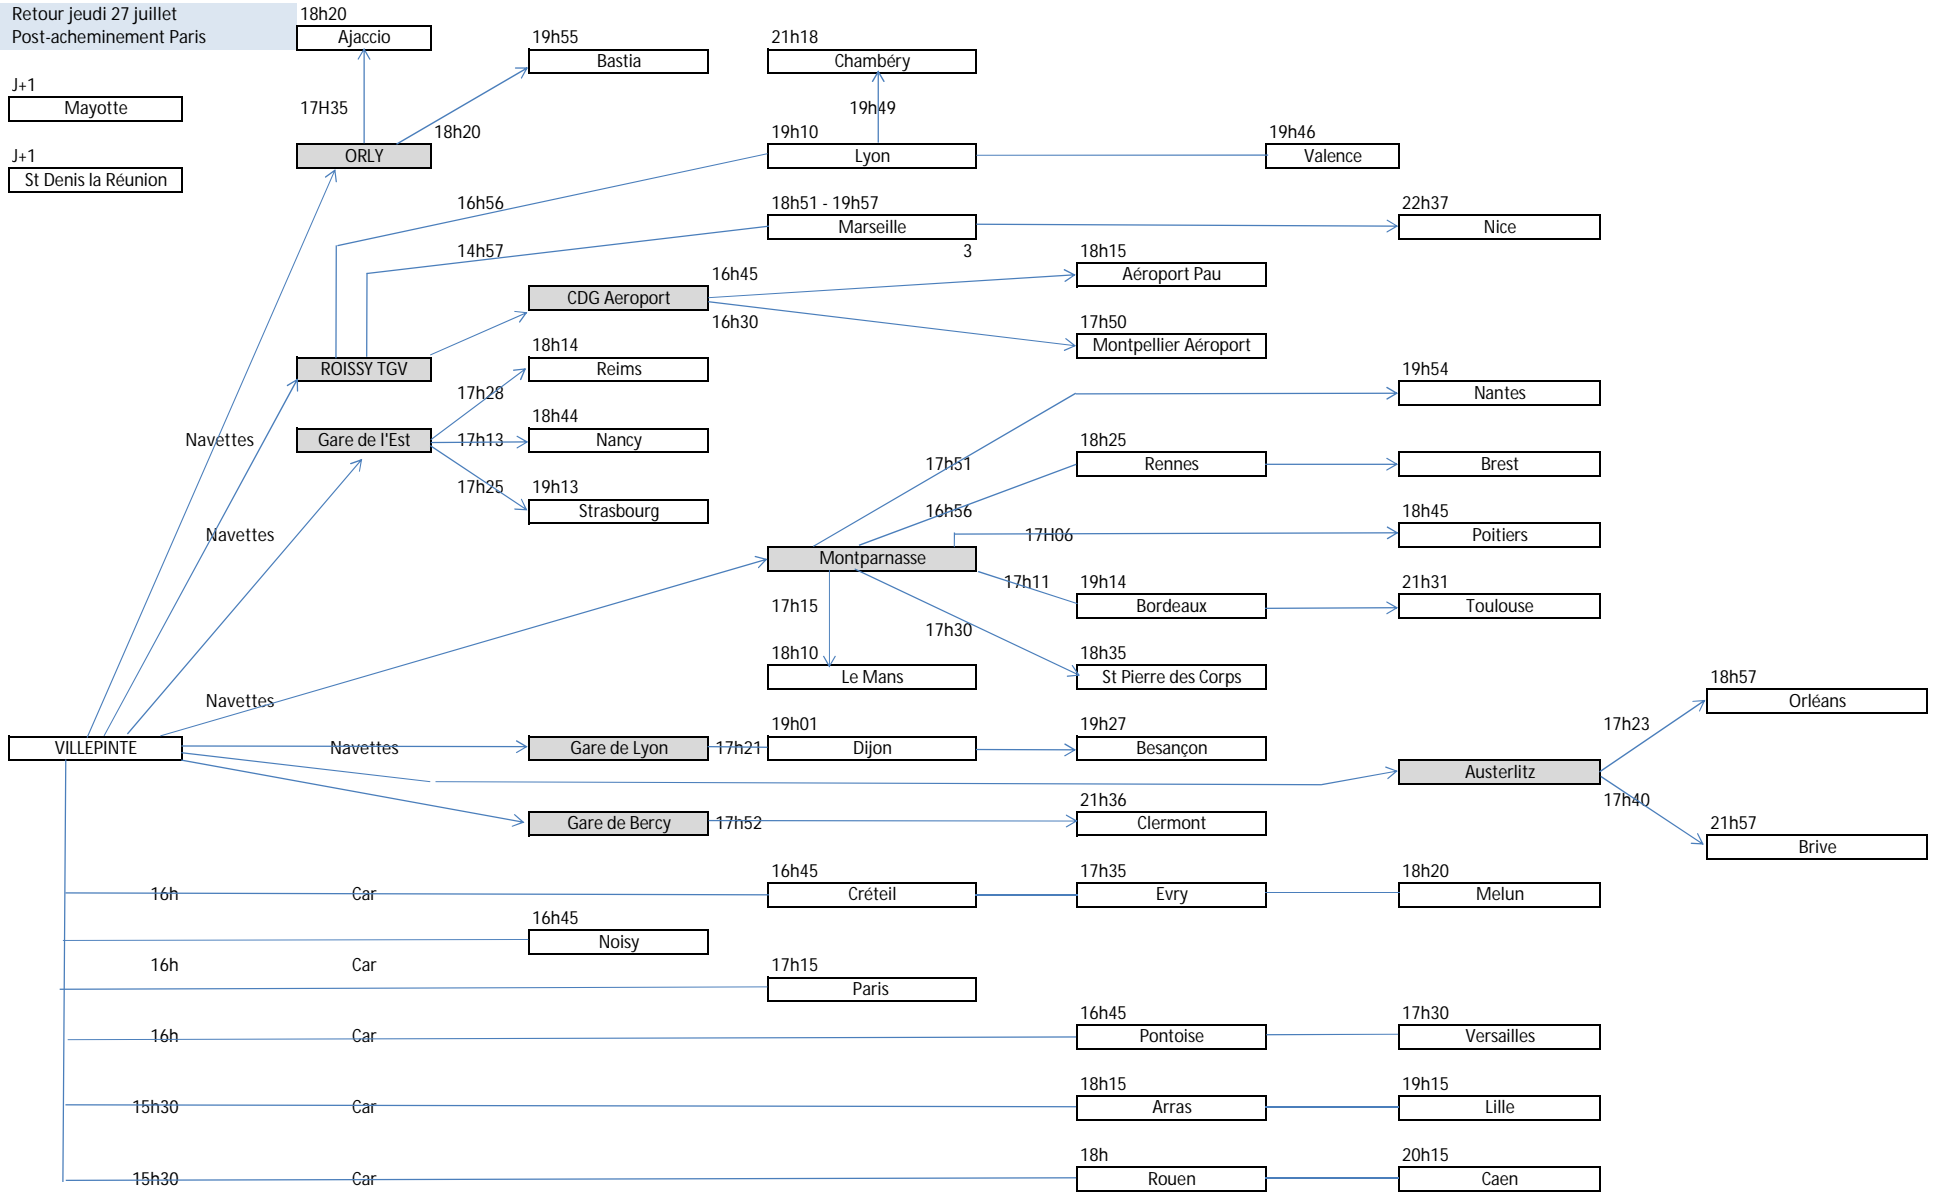 Retour jeudi 27 juillet
18h20
Post-acheminement Paris
Ajaccio
19h55
21h18
Bastia
Chambéry
J+1
Mayotte
17H35
19h49
18h20
19h10
19h46
ORLY
Lyon
Valence
J+1
St Denis la Réunion
16h56
18h51 - 19h57
22h37
Marseille
Nice
14h57
3
18h15
16h45
Aéroport Pau
CDG Aeroport
16h30
17h50
18h14
Montpellier Aéroport
ROISSY TGV
Reims
19h54
17h28
Nantes
18h44
Navettes
Gare de l'Est
17h13
Nancy
18h25
17h51
Rennes
Brest
17h25
19h13
Strasbourg
16h56
18h45
Navettes
17H06
Poitiers
Montparnasse
17h11
19h14
21h31
17h15
Bordeaux
Toulouse
17h30
18h10
18h35
Le Mans
St Pierre des Corps
18h57
Navettes
Orléans
19h01
19h27
17h23
VILLEPINTE
Navettes
Gare de Lyon
17h21
Dijon
Besançon
Austerlitz
21h36
17h40
Gare de Bercy
17h52
Clermont
21h57
Brive
16h45
17h35
18h20
16h
Car
Créteil
Evry
Melun
16h45
Noisy
16h
Car
17h15
Paris
16h45
17h30
16h
Car
Pontoise
Versailles
18h15
19h15
15h30
Car
Arras
Lille
18h
20h15
15h30
Car
Rouen
Caen